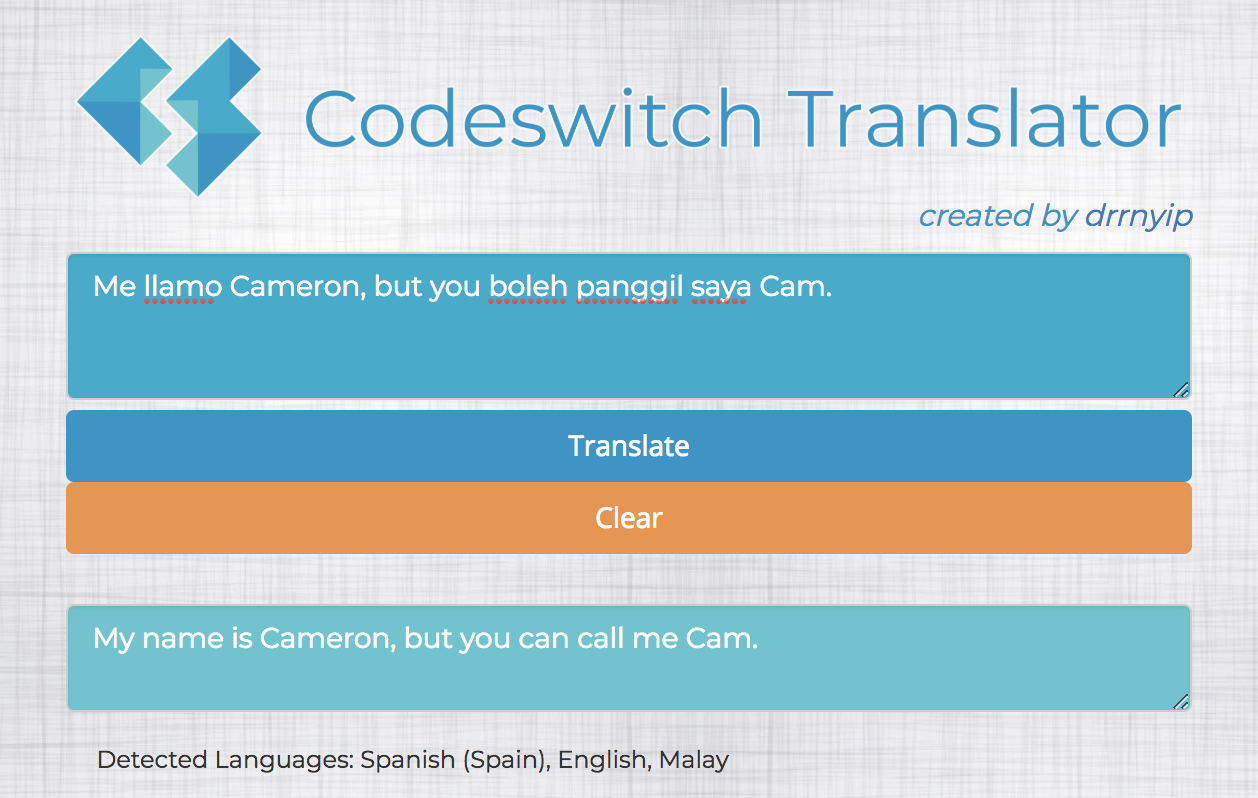 Codeswitch Translator
created by drrnyip
Me llamo Cameron, but you boleh panggil saya Cam.
Translate
Clear
My name is Cameron, but you can call me Cam.
Detected Languages: Spanish (Spain), English, Malay